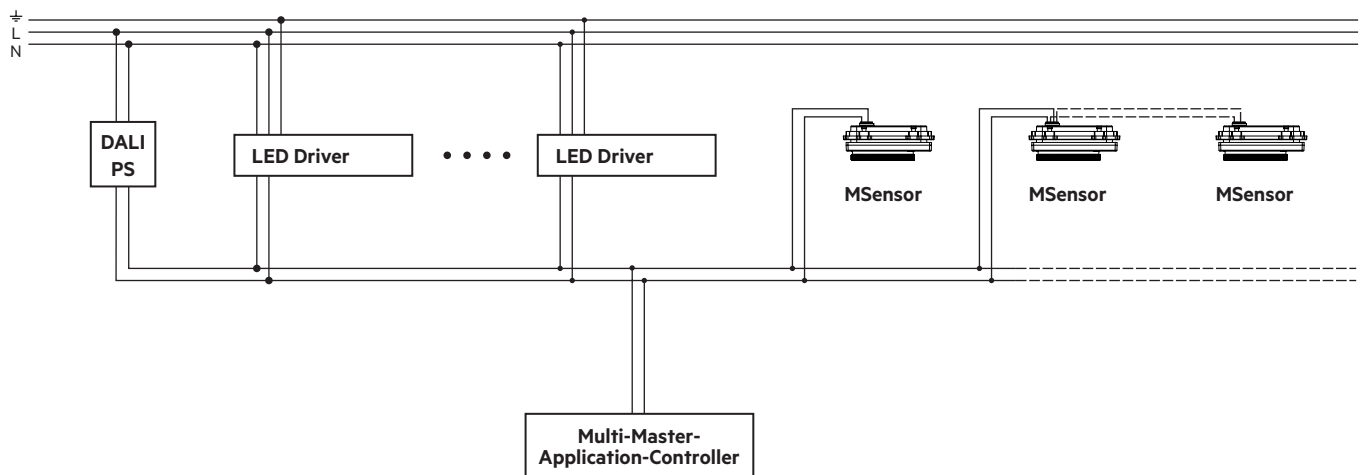 L
N
DALI
PS
LED Driver
LED Driver
MSensor
MSensor
MSensor
Multi-Master-
Application-Controller